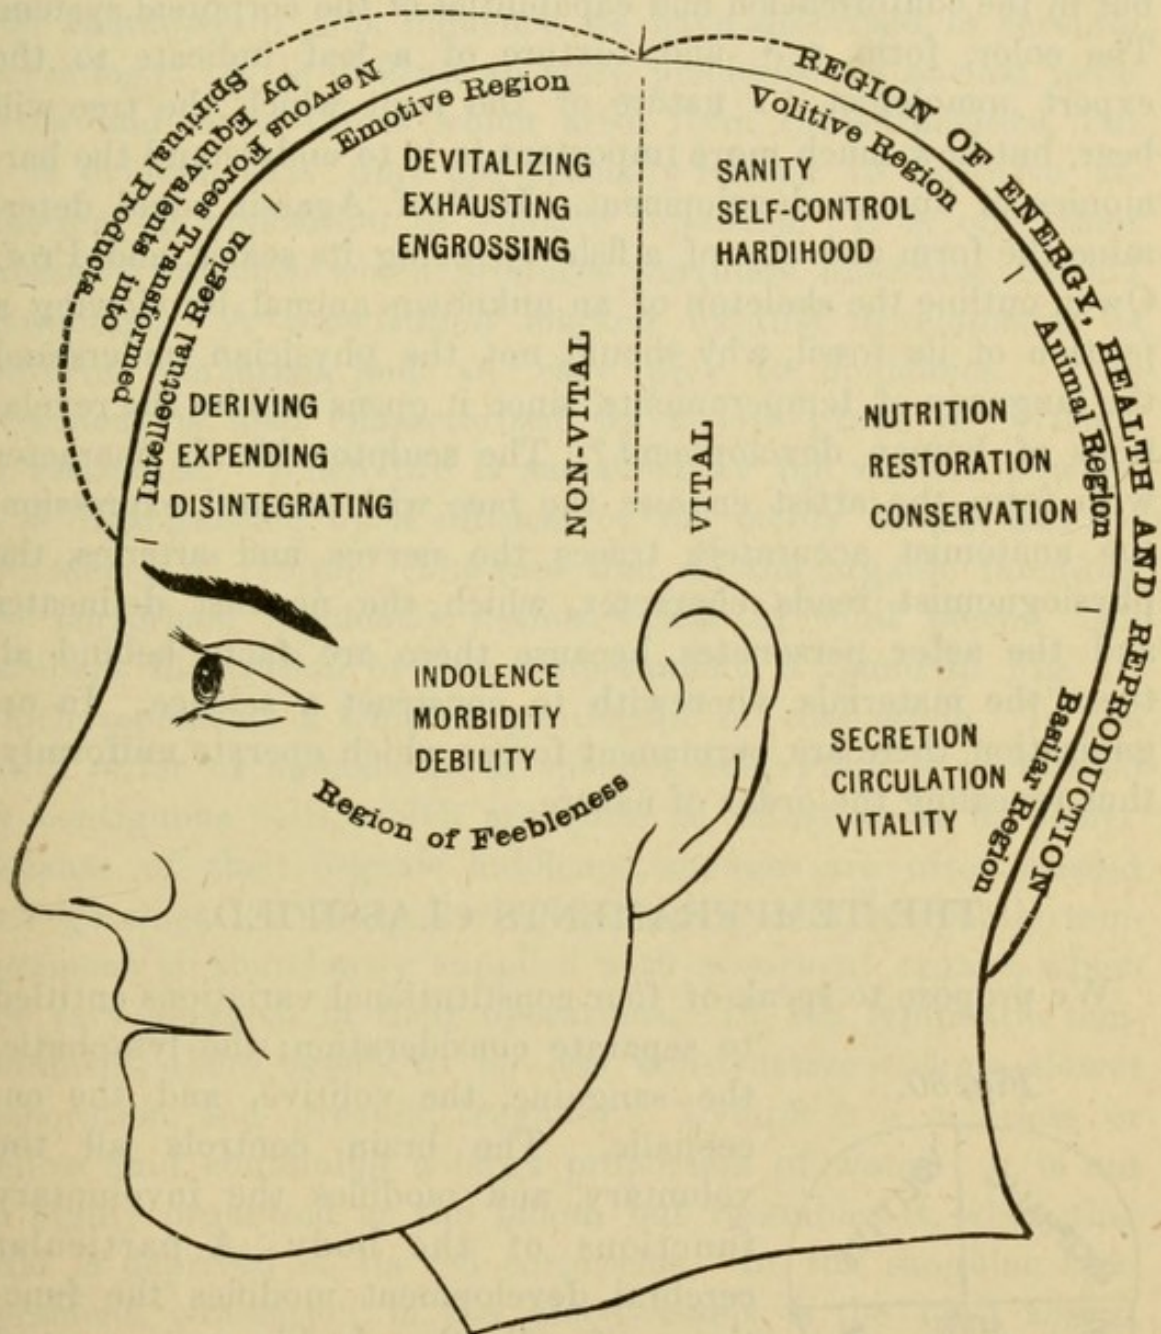 Nervous Forces Transformed
by Equivalents into
Spiritual Products.
Emotive Region
DEVITALIZING
EXHAUSTING
ENGROSSING
REGION OF ENERGY, HEALTH AND REPRODUCTION
Volitive Region
SANITY
SELF-CONTROL
HARDIHOOD
Intellectual Region
DERIVING
EXPENDING
DISINTEGRATING
NON-VITAL
VITAL
Animal Region
NUTRITION
RESTORATION
CONSERVATION
INDOLENCE
MORBIDITY
DEBILITY
Region of Feebleness
SECRETION
CIRCULATION
VITALITY
Basilar Region